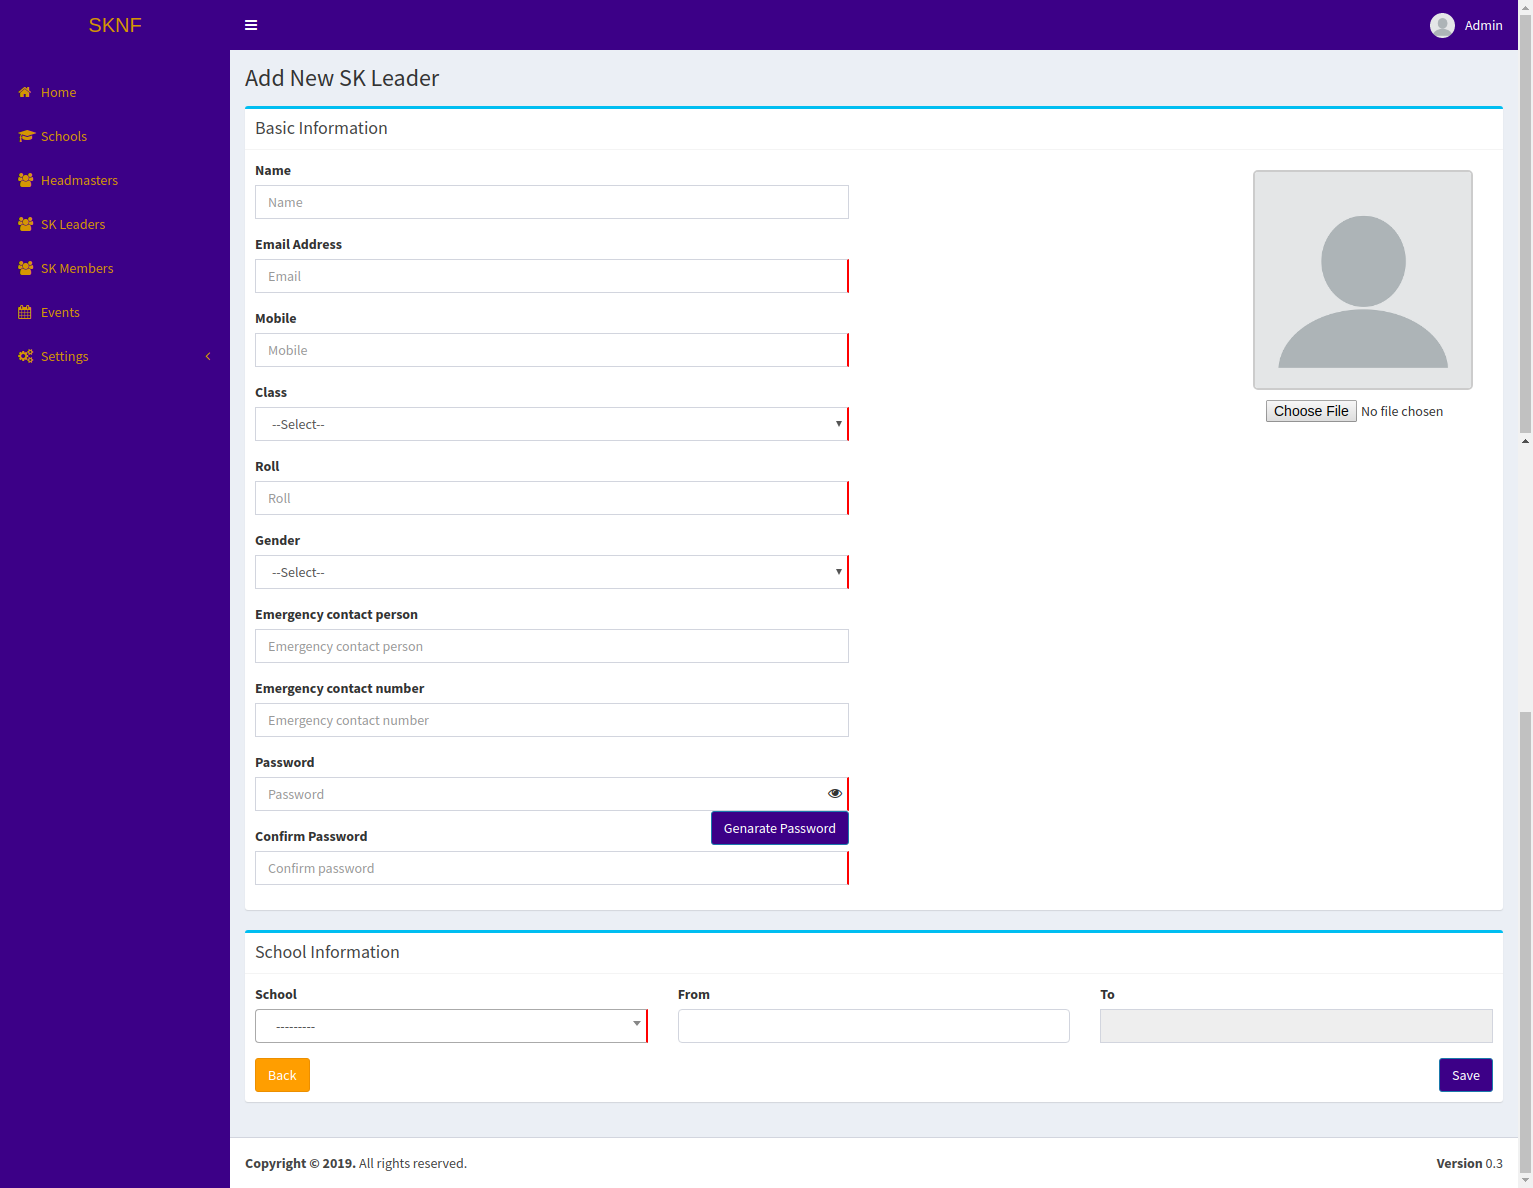 SKNF
Admin
Home
Schools
Headmasters
SK Leaders
SK Members
Events
Settings
Add New SK Leader
Basic Information
Name
Name
Email Address
Email
Mobile
Mobile
Class
--Select--
Roll
Roll
Gender
--Select--
Emergency contact person
Emergency contact person
Emergency contact number
Emergency contact number
Password
Password
Genarate Password
Confirm Password
Confirm password
Choose File No file chosen
School Information
School From To
---------
Back Save
Copyright © 2019. All rights reserved. Version 0.3